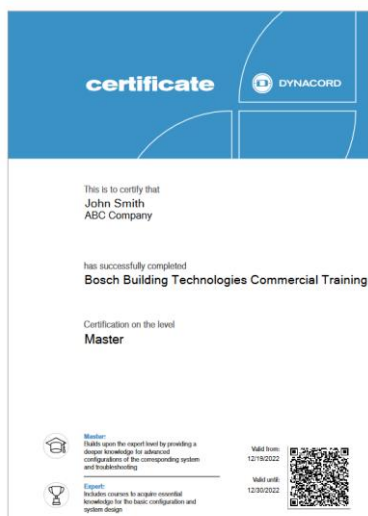 certificate
DYNACORD
This is to certify that
John Smith
ABC Company
has successfully completed
Bosch Building Technologies Commercial Training
Certification on the level
Master
Master:
Builds upon the expert level by providing a
deeper knowledge for advanced
configurations of the corresponding system
and troubleshooting
Valid from:
12/19/2022
Expert:
Includes courses to acquire essential
knowledge for the basic configuration and
system design
Valid until:
12/30/2022